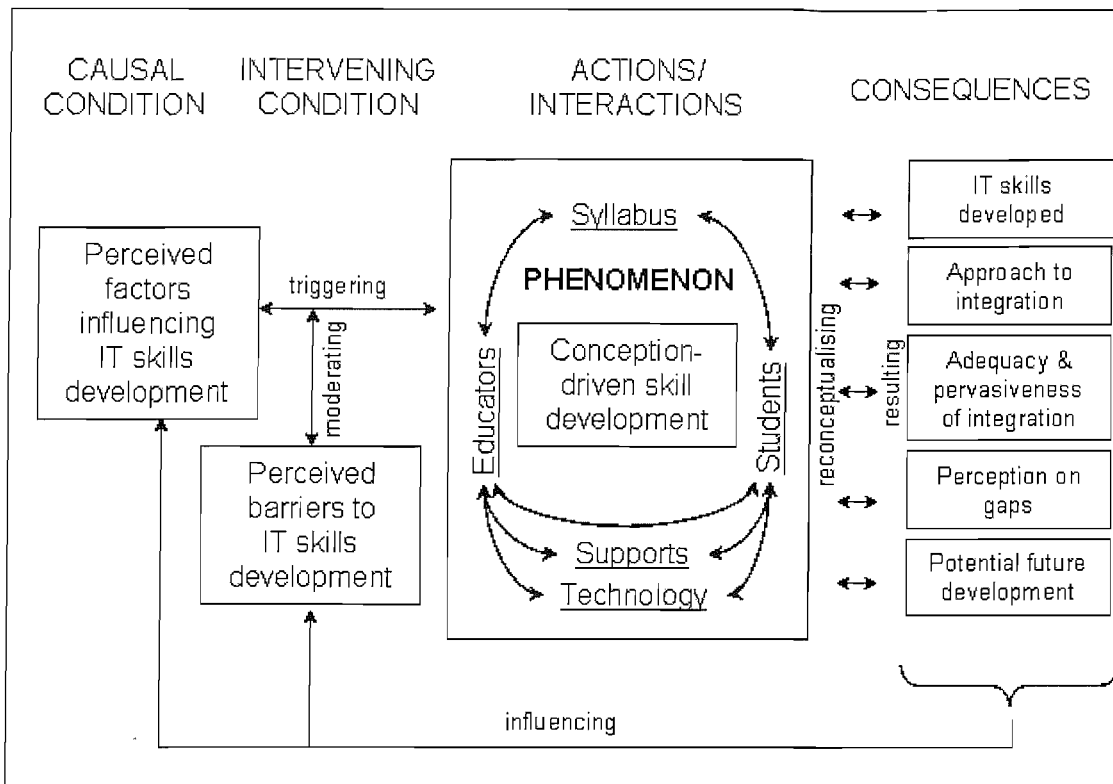 CAUSAL
CONDITION
INTERVENING
CONDITION
ACTIONS/
INTERACTIONS
CONSEQUENCES
Perceived
factors
influencing
IT skills
development
triggering
moderating
Perceived
barriers to
IT skills
development
Syllabus
PHENOMENON
Conception-
driven skill
development
Educators
Students
Supports
Technology
reconceptualising
resulting
IT skills
developed
Approach to
integration
Adequacy &
pervasiveness
of integration
Perception on
gaps
Potential future
development
influencing